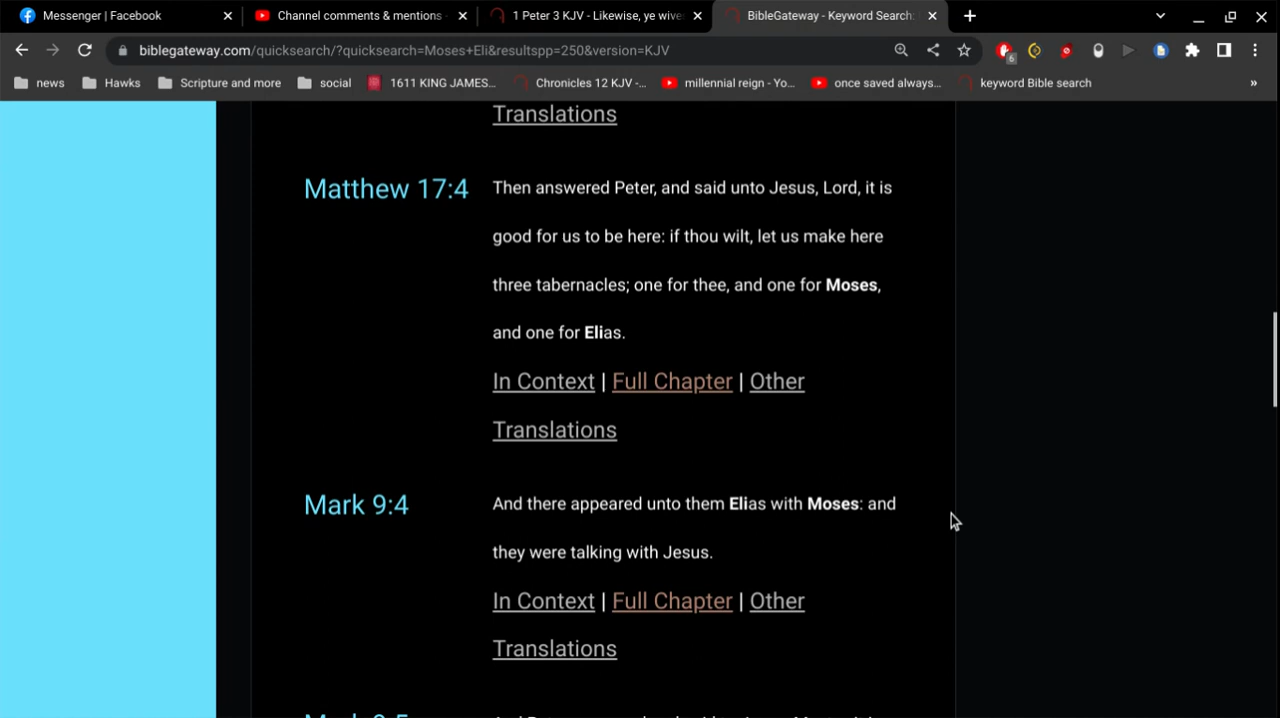 Messenger | Facebook
Channel comments & mentions
1 Peter 3 KJV - Likewise, ye wive
BibleGateway - Keyword Search:
biblegateway.com/quicksearch/?quicksearch=Moses+Eli&resultspp=250&version=KJV
6
news
Hawks
Scripture and more
social
1611 KING JAMES...
Chronicles 12 KJV -...
millennial reign - Yo...
once saved always...
keyword Bible search
»
Translations
Matthew 17:4
Then answered Peter, and said unto Jesus, Lord, it is
good for us to be here: if thou wilt, let us make here
three tabernacles; one for thee, and one for Moses,
and one for Elias.
In Context | Full Chapter | Other
Translations
Mark 9:4
And there appeared unto them Elias with Moses: and
they were talking with Jesus.
In Context | Full Chapter | Other
Translations